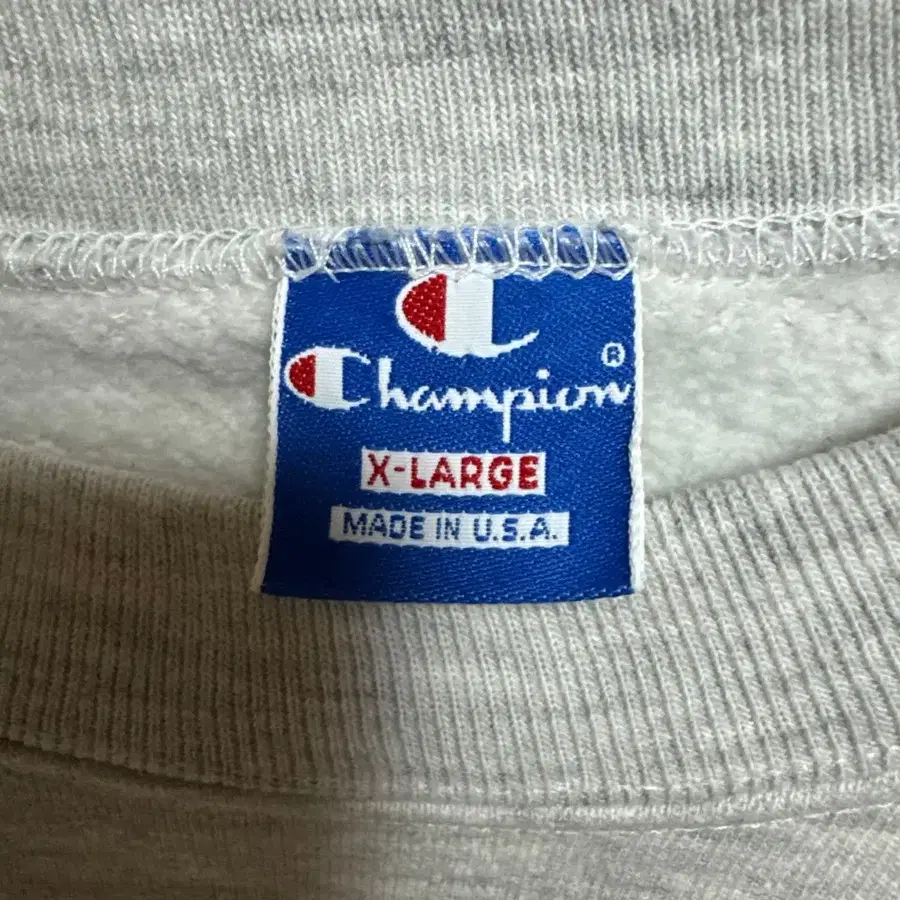 Champion®
X-LARGE
MADE IN U.S.A.